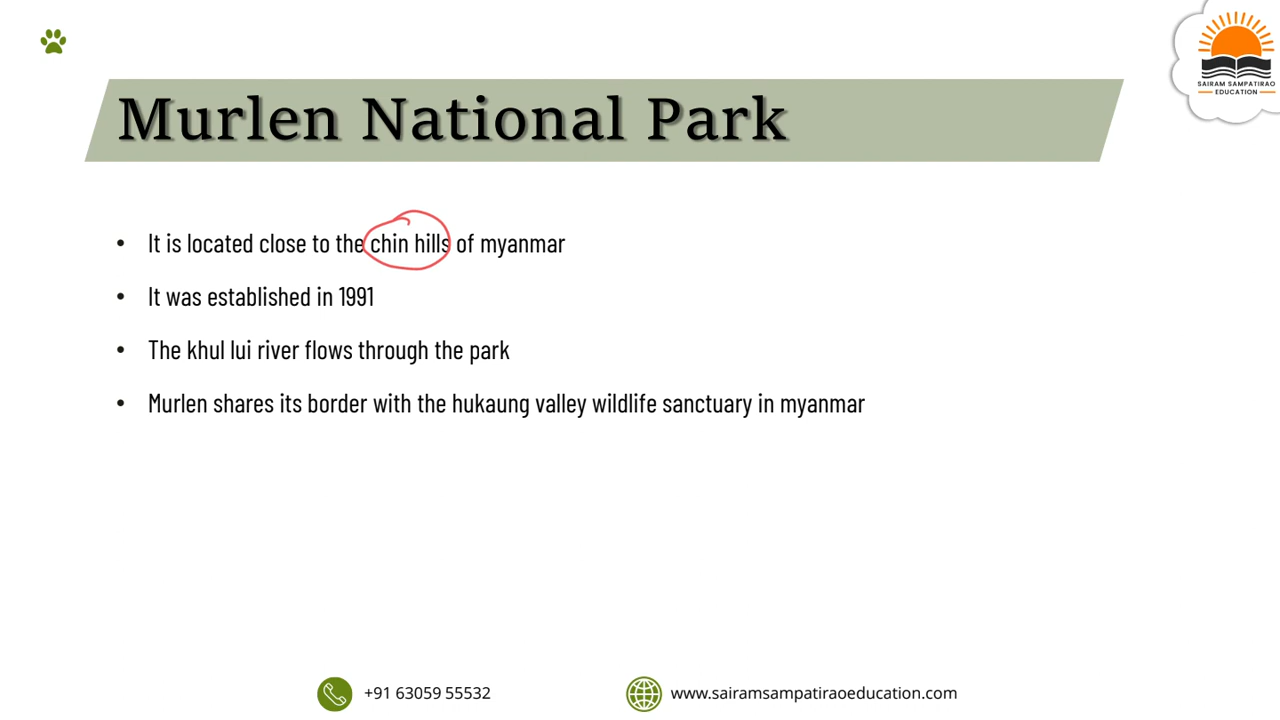 SAIRAM SAMPATIRAO
EDUCATION
Murlen National Park
• It is located close to the chin hills of myanmar
• It was established in 1991
• The khul lui river flows through the park
• Murlen shares its border with the hukaung valley wildlife sanctuary in myanmar
+91 63059 55532
www.sairamsampatiraoeducation.com